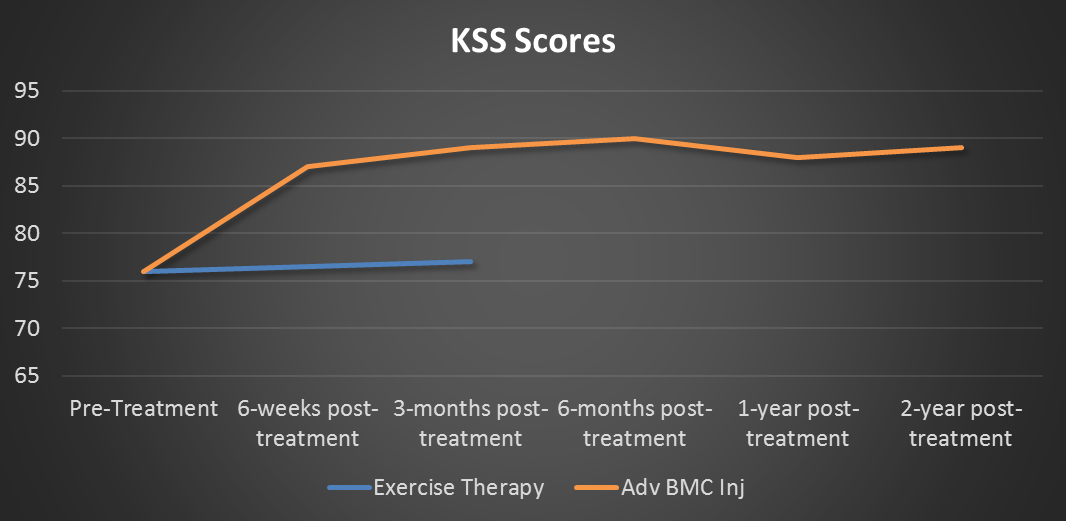 KSS Scores
95
90
85
80
75
70
65
Pre-Treatment
6-weeks post-
treatment
3-months post-
treatment
6-months post-
treatment
1-year post-
treatment
2-year post-
treatment
Exercise Therapy
Adv BMC Inj